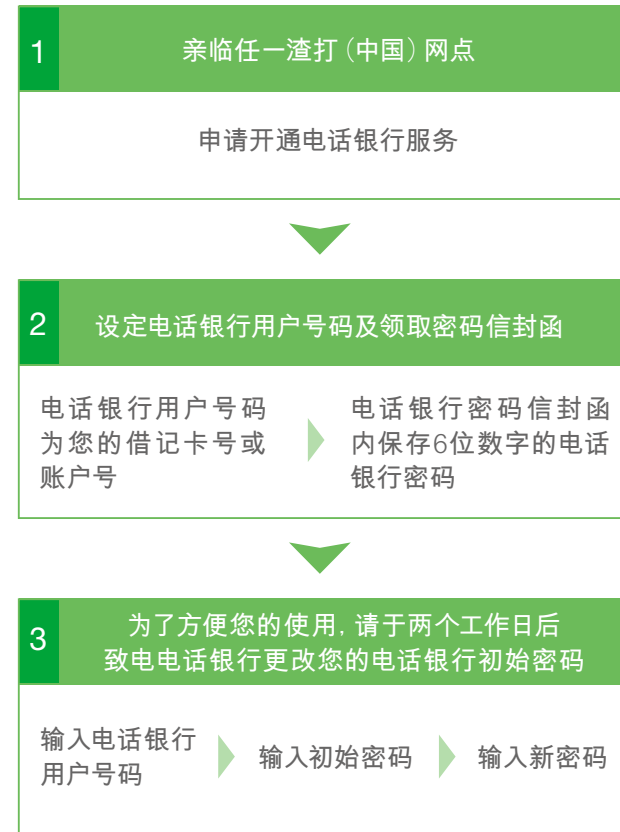 1
亲临任一渣打（中国）网点
申请开通电话银行服务
2
设定电话银行用户号码及领取密码信封函
电话银行用户号码
为您的借记卡号或
账户号
电话银行密码信封函
内保存6位数字的电话
银行密码
3
为了方便您的使用，请于两个工作日后
致电电话银行更改您的电话银行初始密码
输入电话银行
用户号码
输入初始密码
输入新密码